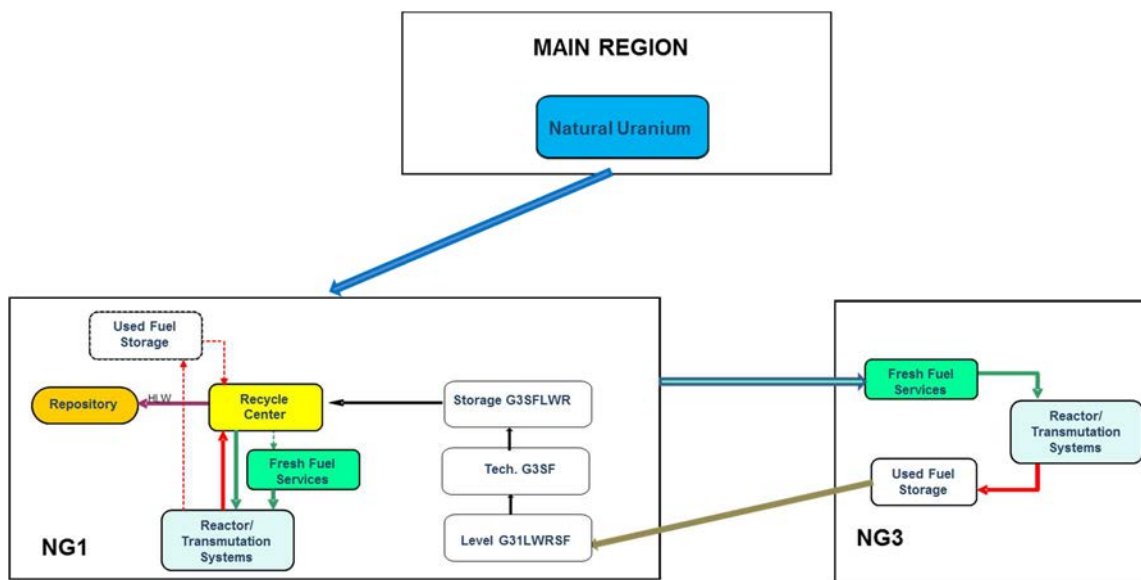 MAIN REGION
Natural Uranium
Used Fuel
Storage
Repository
HLW
Recycle
Center
Fresh Fuel
Services
Reactor/
Transmutation
Systems
NG1
Storage G3SFLWR
Tech. G3SF
Level G31LWRSF
Fresh Fuel
Services
Reactor/
Transmutation
Systems
Used Fuel
Storage
NG3